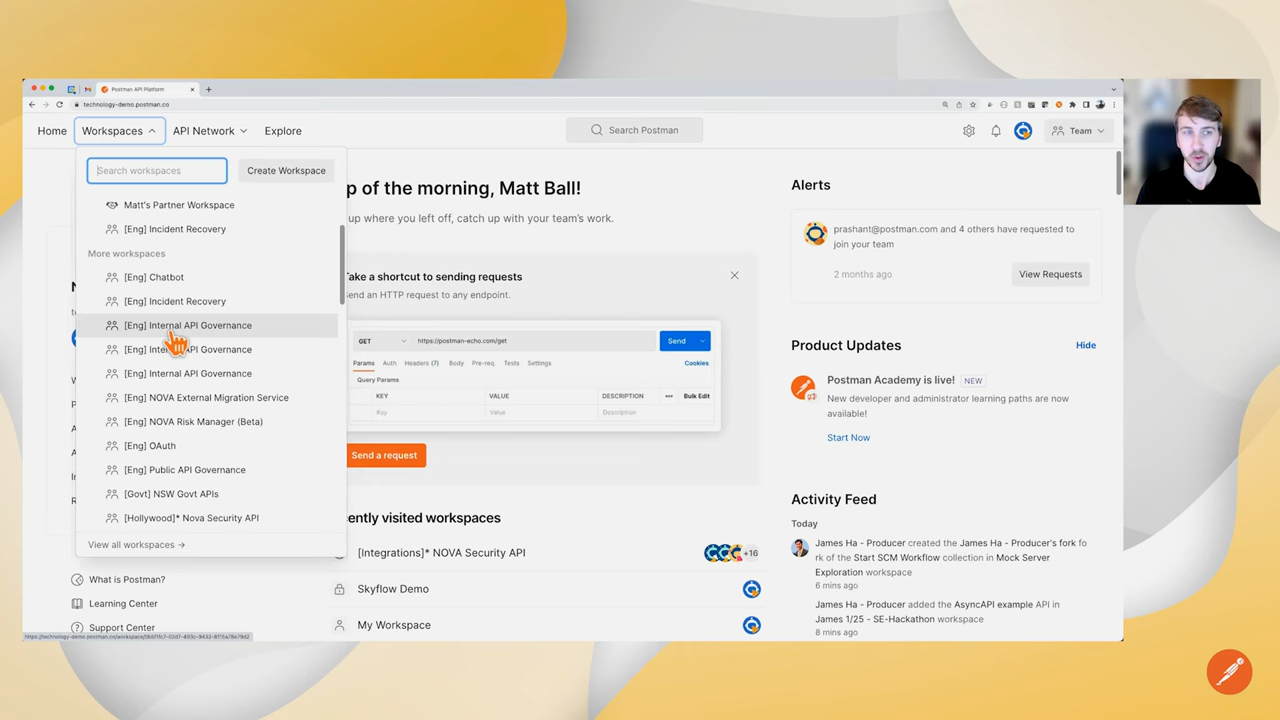 Postman API Platform
technology-demo.postman.co
Home
Workspaces
API Network
Explore
Search Postman
Team
Search workspaces
Create Workspace
Matt's Partner Workspace
[Eng] Incident Recovery
More workspaces
[Eng] Chatbot
[Eng] Incident Recovery
[Eng] Internal API Governance
[Eng] Internal API Governance
[Eng] Internal API Governance
[Eng] NOVA External Migration Service
[Eng] NOVA Risk Manager (Beta)
[Eng] OAuth
[Eng] Public API Governance
[Govt] NSW Govt APIs
[Hollywood]* Nova Security API
View all workspaces →
What is Postman?
Learning Center
Support Center
p of the morning, Matt Ball!
up where you left off, catch up with your team's work.
Take a shortcut to sending requests
Send an HTTP request to any endpoint.
GET
https://postman-echo.com/get
Send
Params
Auth
Headers (7)
Body
Pre-req.
Tests
Settings
Cookies
Query Params
KEY
VALUE
DESCRIPTION
Bulk Edit
Key
Value
Description
Send a request
cently visited workspaces
[Integrations]* NOVA Security API
+16
Skyflow Demo
My Workspace
Alerts
prashant@postman.com and 4 others have requested to
join your team
2 months ago
View Requests
Product Updates
Hide
Postman Academy is live!
NEW
New developer and administrator learning paths are now
available!
Start Now
Activity Feed
Today
James Ha - Producer created the James Ha - Producer's fork fo
rk of the Start SCM Workflow collection in Mock Server
Exploration workspace
6 mins ago
James Ha - Producer added the AsyncAPI example API in
James 1/25 - SE-Hackathon workspace
8 mins ago